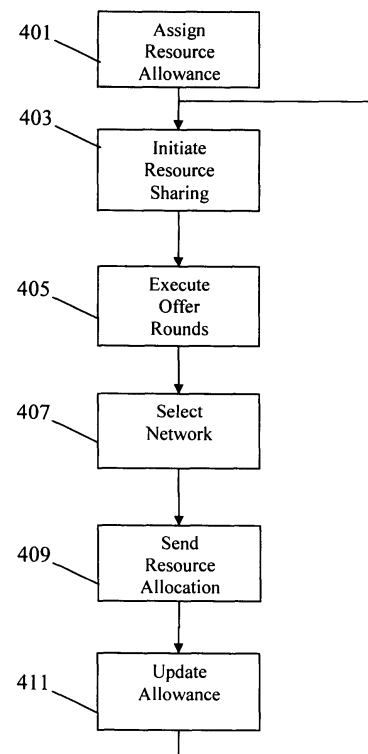 401
Assign
Resource
Allowance
403
Initiate
Resource
Sharing
405
Execute
Offer
Rounds
407
Select
Network
409
Send
Resource
Allocation
411
Update
Allowance